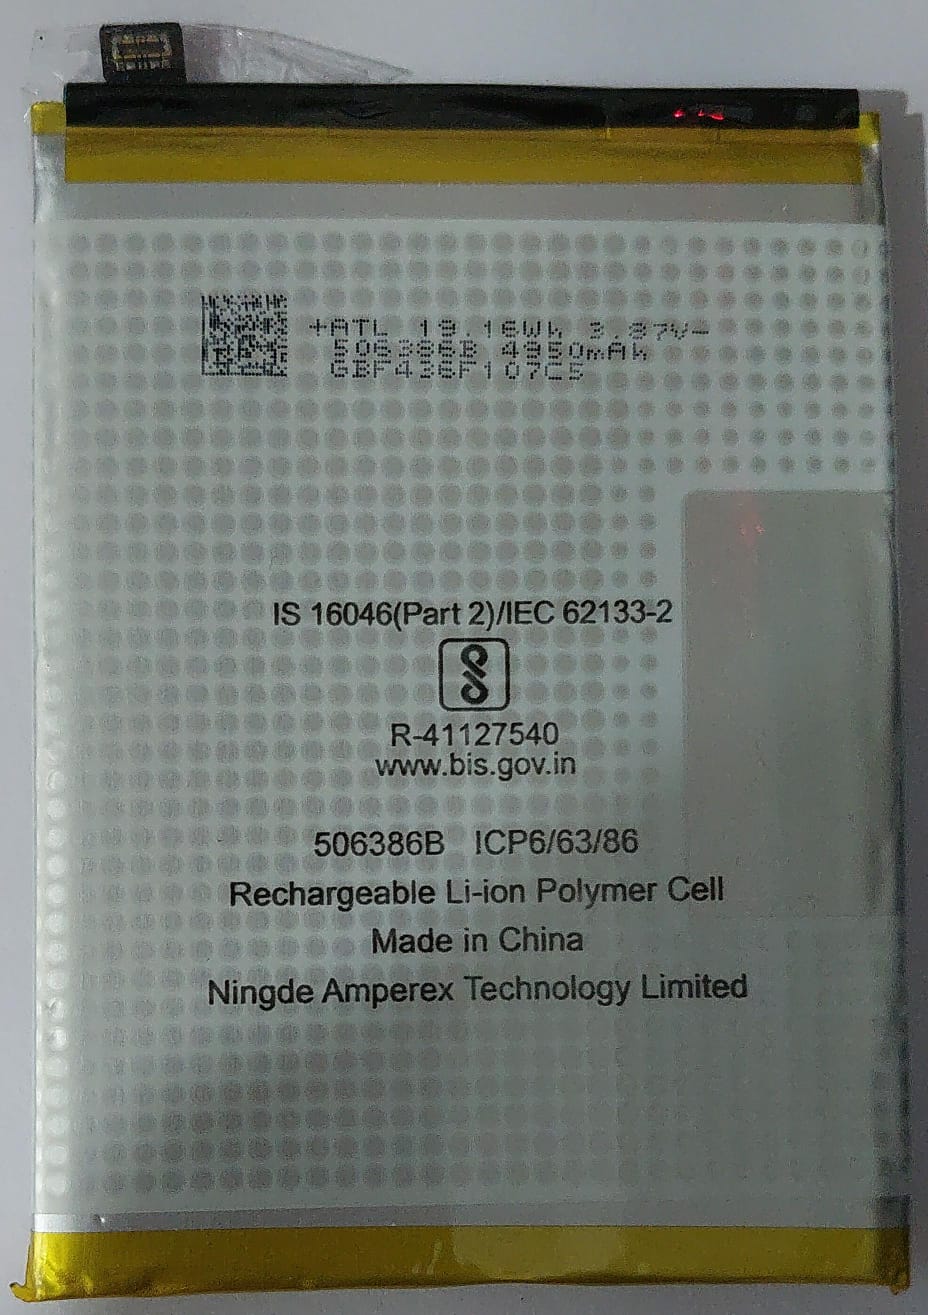 +ATL 19.16Wh 3.87V-
506386B 4950mAh
GBF436F107C5
IS 16046(Part 2)/IEC 62133-2
R-41127540
www.bis.gov.in
506386B ICP6/63/86
Rechargeable Li-ion Polymer Cell
Made in China
Ningde Amperex Technology Limited